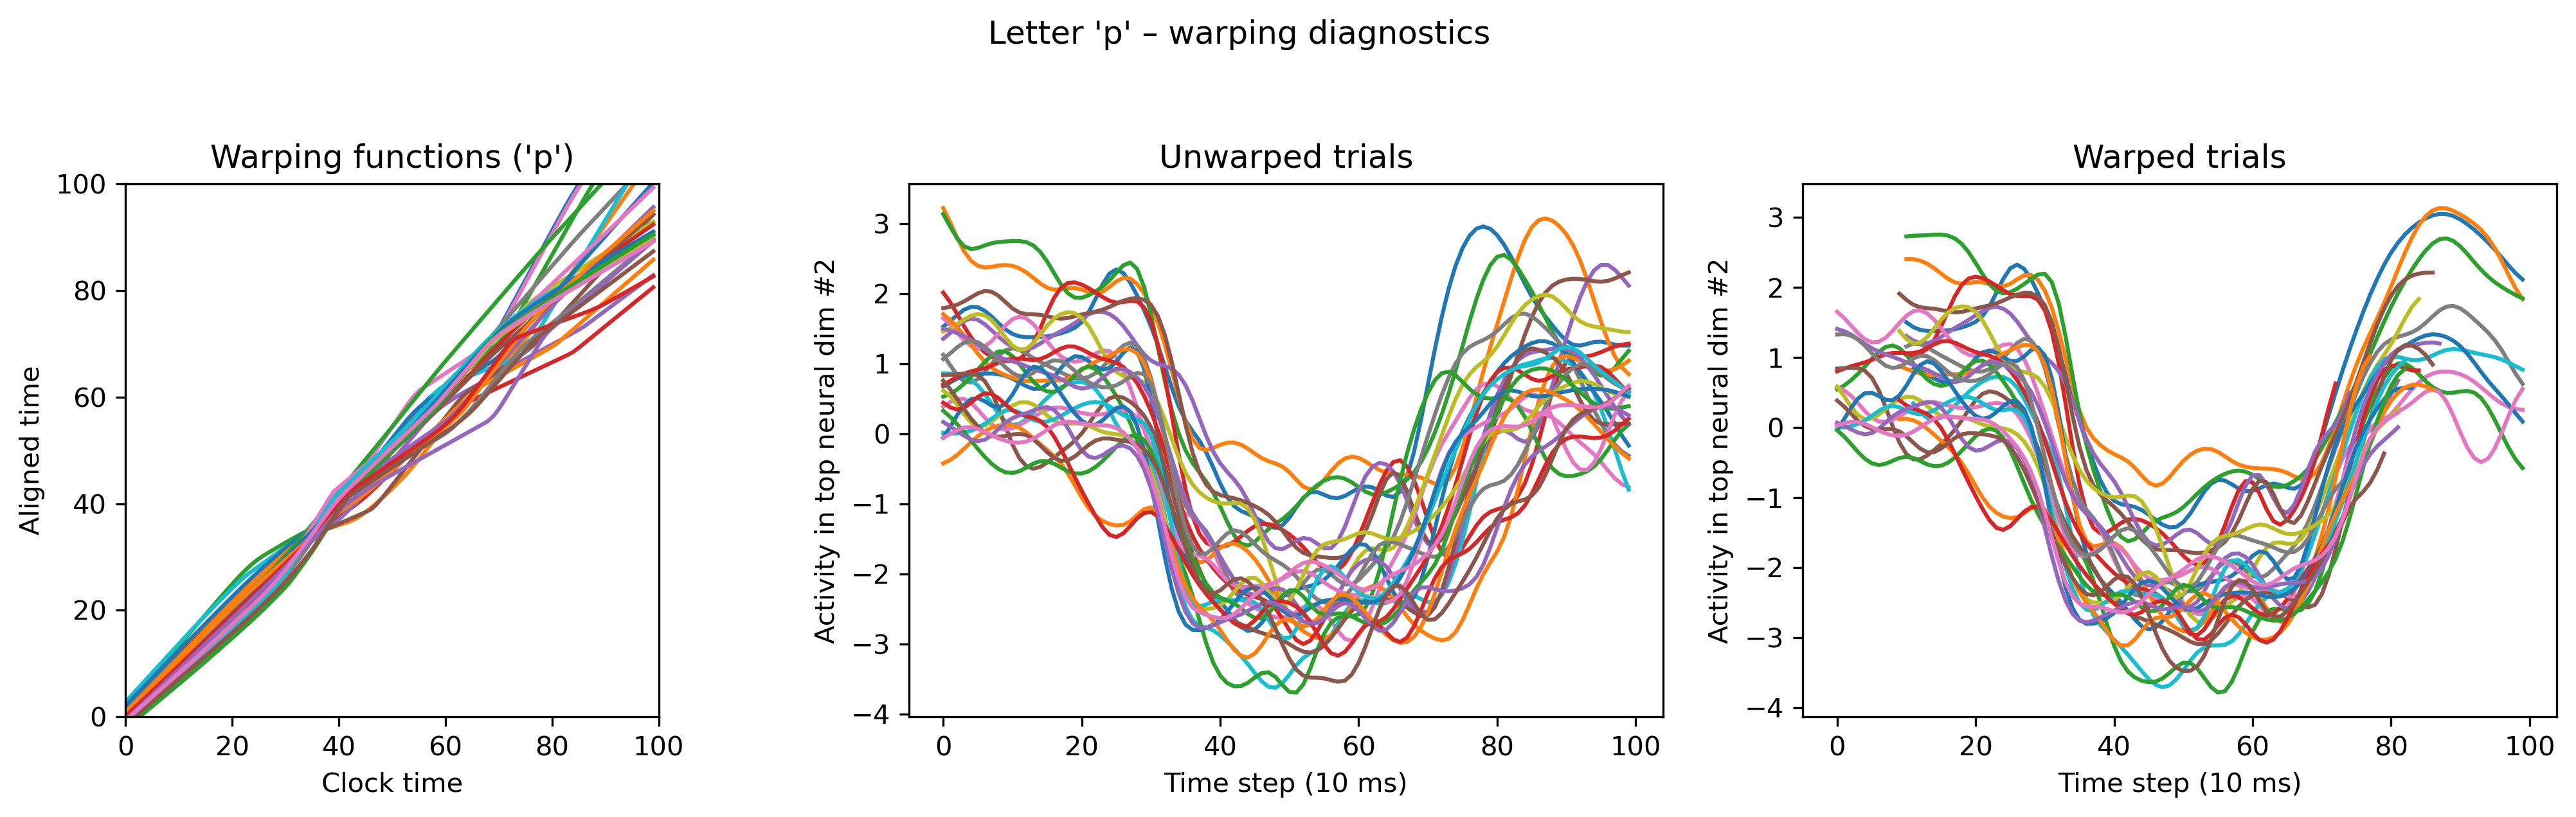 Letter 'p' – warping diagnostics
Warping functions ('p')
Aligned time
100
80
60
40
20
0
0 20 40 60 80 100
Clock time
Unwarped trials
Activity in top neural dim #2
3
2
1
0
−1
−2
−3
−4
0 20 40 60 80 100
Time step (10 ms)
Warped trials
Activity in top neural dim #2
3
2
1
0
−1
−2
−3
−4
0 20 40 60 80 100
Time step (10 ms)